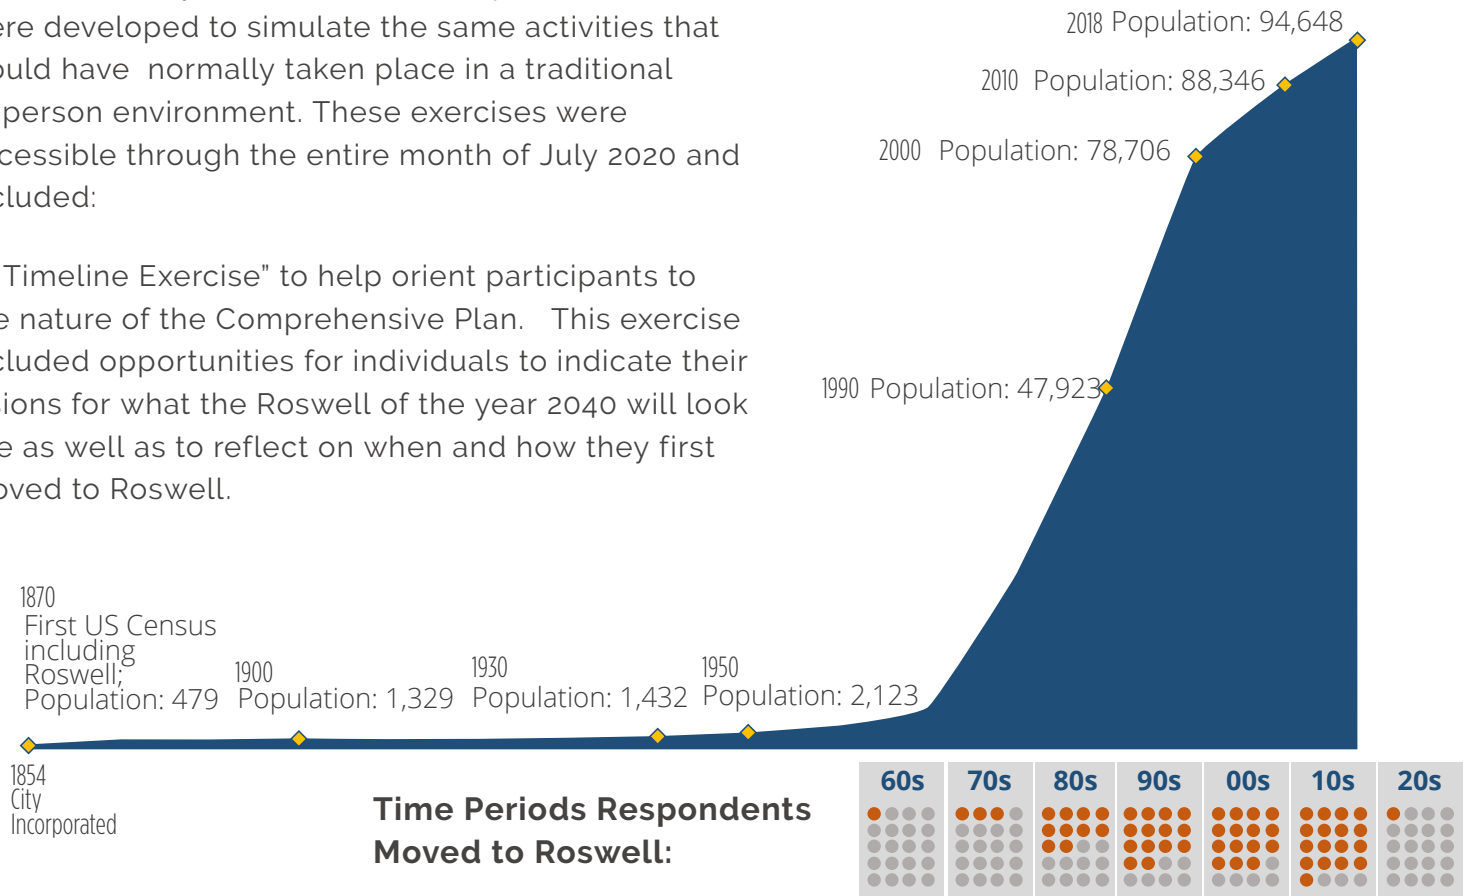 ere developed to simulate the same activities that
ould have normally taken place in a traditional
person environment. These exercises were
cessible through the entire month of July 2020 and
cluded:
Timeline Exercise” to help orient participants to
e nature of the Comprehensive Plan. This exercise
cluded opportunities for individuals to indicate their
sions for what the Roswell of the year 2040 will look
e as well as to reflect on when and how they first
oved to Roswell.
2018 Population: 94,648
2010 Population: 88,346
2000 Population: 78,706
1990 Population: 47,923
1870
First US Census
including
Roswell;
Population: 479
1900
Population: 1,329
1930
Population: 1,432
1950
Population: 2,123
1854
City
Incorporated
Time Periods Respondents
Moved to Roswell:
60s 70s 80s 90s 00s 10s 20s